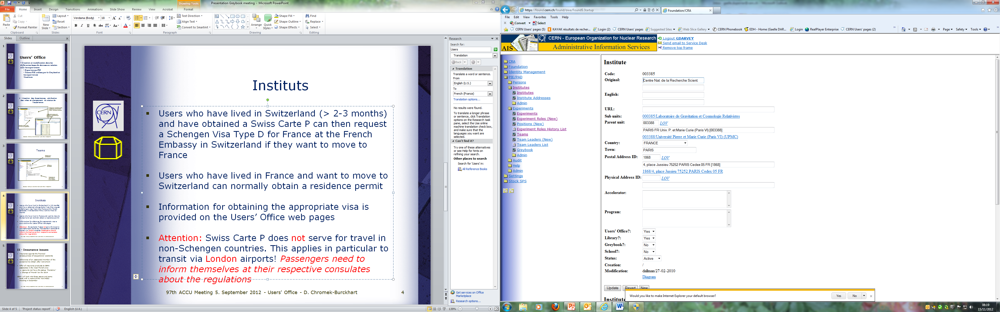 Drawing Tools
Presentation Greybook meeting - Microsoft PowerPoint
File
Home
Insert
Design
Transitions
Animations
Slide Show
Review
View
Acrobat
Format
Paste
Cut
Copy
Format Painter
Clipboard
New Slide
Layout
Reset
Section
Slides
Verdana (Body)
18
Font
Text Direction
Align Text
Convert to SmartArt
Paragraph
Arrange
Quick Styles
Shape Fill
Shape Outline
Shape Effects
Drawing
Find
Replace
Select
Editing
Slides
Outline
1
Users' Office
2
3
Teams
4
Instituts
5
II - Insurance issues
Instituts
CERN
Users who have lived in Switzerland (> 2-3 months)
and have obtained a Swiss Carte P can then request
a Schengen Visa Type D for France at the French
Embassy in Switzerland if they want to move to
France
Users who have lived in France and want to move to
Switzerland can normally obtain a residence permit
Information for obtaining the appropriate visa is
provided on the Users' Office web pages
Attention: Swiss Carte P does not serve for travel in
non-Schengen countries. This applies in particular to
transit via London airports! Passengers need to
inform themselves at their respective consulates
about the regulations
97th ACCU Meeting 5. September 2012 - Users' Office - D. Chromek-Burckhart
4
Research
Search for:
Users
Translation
Back
Translation
Translate a word or sentence.
From
English (U.S.)
To
French (France)
Translation options...
No results were found.
To translate a longer phrase
or sentence, click Translation
options on the Research task
pane, select the Use online
machine translation check box,
and make sure that the
languages you want are
selected.
Can't find it?
Try one of these alternatives
or see Help for hints on
refining your search.
Other places to search
Search for 'Users' in:
All Reference Books
Get services on Office
Marketplace
Research options...
Slide 4 of 5
"Project status report"
English (U.K.)
139%
https://found.cern.ch/found/owa/Found$.Startup
Foundation/CRA
File Edit View Favorites Tools Help
Convert
Select
CERN Users' pages (5)
KAYAK résultats de recher...
Login (2)
CERN Users' pages
Suggested Sites
Web Slice Gallery
CERN Phonebook
EDH - Home (Gaelle DAR...
Login
RealPlayer Enterprise
CERN Users' pages (2)
Page
Safety
Tools
AIS
CERN - European Organization for Nuclear Research
Administrative Information Services
Logout GDARVEY
Send email to Service Desk
Remove top frame
CRA
Foundation
Identity Management
PIE/PAD
Persons
Institutes
Institutes
Institute Addresses
Admin
Experiments
Experiments
Experiment Roles (New)
Positions (New)
Experiment Roles History List
Teams
Team Leaders (New)
Team Leaders List
Greybook
Admin
Audit
Help
Admin
Settings
Stock SPS
Institute
Code: 003385
Original: Centre Nat. de la Recherche Scient.
English:
URL:
Sub units: 000385/Laboratoire de Gravitation et Cosmologie Relativistes
Parent unit: 003388 LOV
PARIS FR Univ. P. et Marie Curie (Paris VI) [003388]
003388/Université Pierre et Marie Curie (Paris VI) (UPMC)
Country: FRANCE
Town: PARIS
Postal Address ID: 1868 LOV
4, place Jussieu 75252 PARIS Cedex 05 FR [1868]
1868/4, place Jussieu 75252 PARIS Cedex 05 FR
Physical Address ID: LOV
Accelerator:
Program:
Users' Office?: Yes
Library?: Yes
Greybook?: No
School?: No
Status: Active
Creation: /
Modification: dallman/27-02-2010
Diagram
Update Revert New
Institute
Would you like to make Internet Explorer your default browser?
Yes
No
08:19
15/11/2012